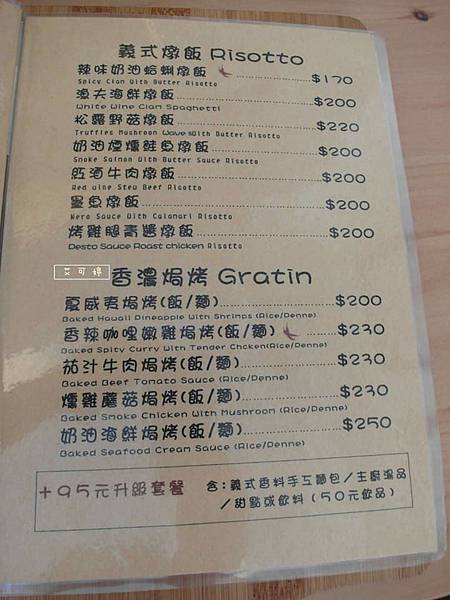 義式燉飯 Risotto
辣味奶油蛤蜊燉飯 ........................$170
Spicy Clam With Butter Risotto
漁夫海鮮燉飯 ........................$200
White Wine Clam Spaghetti
松露野菇燉飯 ........................$220
Truffles Mushroom Wave With Butter Risotto
奶油煙燻鮭魚燉飯 ........................$200
Smoke Salmon With Butter Sauce Risotto
紅酒牛肉燉飯 ........................$200
Red Wine Stew Beef Risotto
墨魚燉飯 ........................$200
Nero Sauce With Calamari Risotto
烤雞腿青醬燉飯 ........................$200
Desto Sauce Roast chicken Risotto
艾可婷
香濃焗烤 Gratin
夏威夷焗烤(飯/麵) ........................$200
Baked Hawaii Pineapple With Shrimps (Rice/Denne)
香辣咖哩嫩雞焗烤(飯/麵) ............$230
Baked Spity Curry With Tender Chcken(Rice/Denne)
茄汁牛肉焗烤(飯/麵) ........................$230
Baked Beef Tomato Sauce (Rice/Denne)
燻雞蘑菇焗烤(飯/麵) ........................$230
Baked Smoke Chicken With Mushroom (Rice/Denne)
奶油海鮮焗烤(飯/麵) ........................$250
Baked Seafood Cream Sauce (Rice/Denne)
+95元升級套餐 含:義式香料手工麵包/主廚湯品
/甜點或飲料(50元飲品)